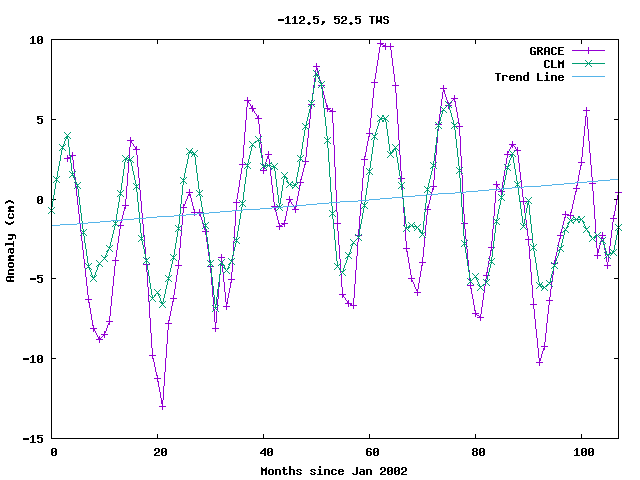 -112.5, 52.5 TWS
GRACE
CLM
Trend Line
10
5
0
-5
-10
-15
Anomaly (cm)
0 20 40 60 80 100
Months since Jan 2002